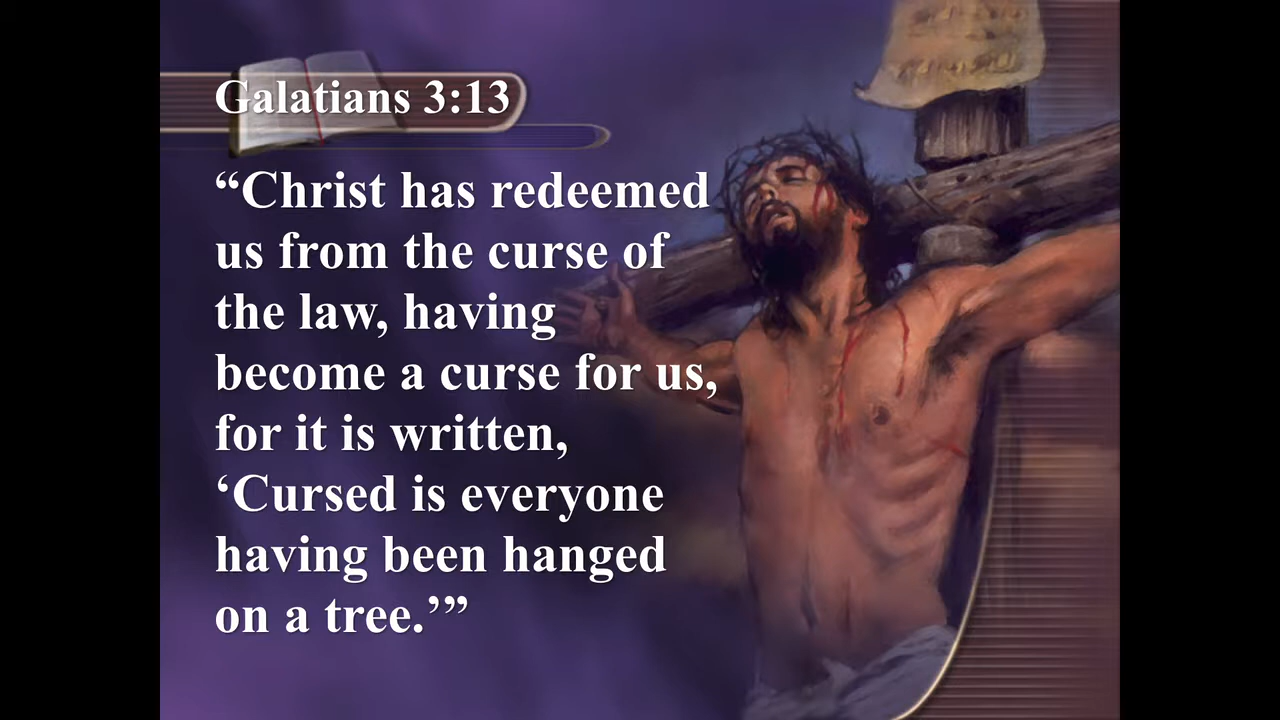 Galatians 3:13
“Christ has redeemed
us from the curse of
the law, having
become a curse for us,
for it is written,
‘Cursed is everyone
having been hanged
on a tree.’”